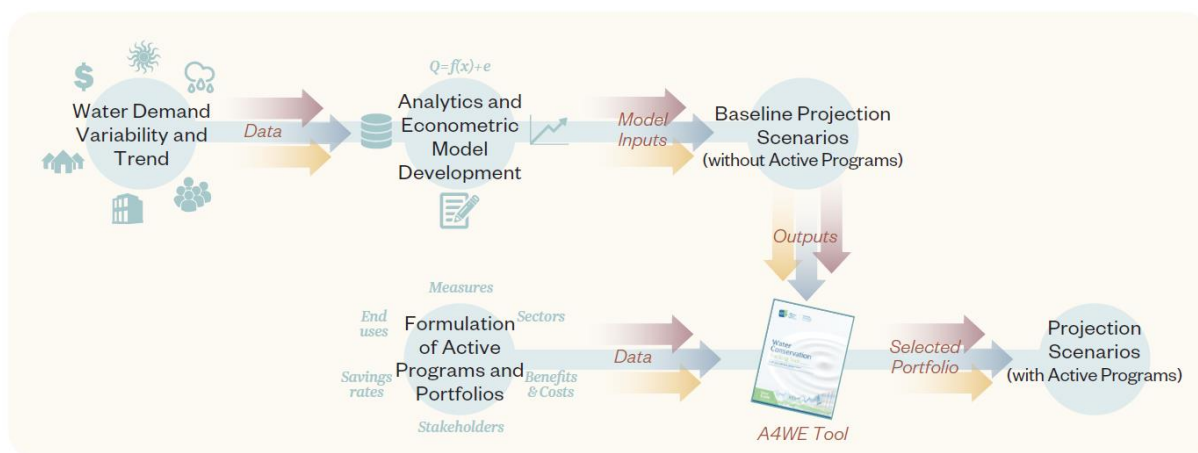 Q=f(x)+e
Water Demand
Variability and
Trend
Data
Analytics and
Econometric
Model
Development
Model
Inputs
Baseline Projection
Scenarios
(without Active Programs)
Outputs
Measures
End
uses
Sectors
Formulation
of Active
Programs and
Portfolios
Savings
rates
Benefits
& Costs
Stakeholders
Data
Water
Conservation
A4WE Tool
Selected
Portfolio
Projection
Scenarios
(with Active Programs)